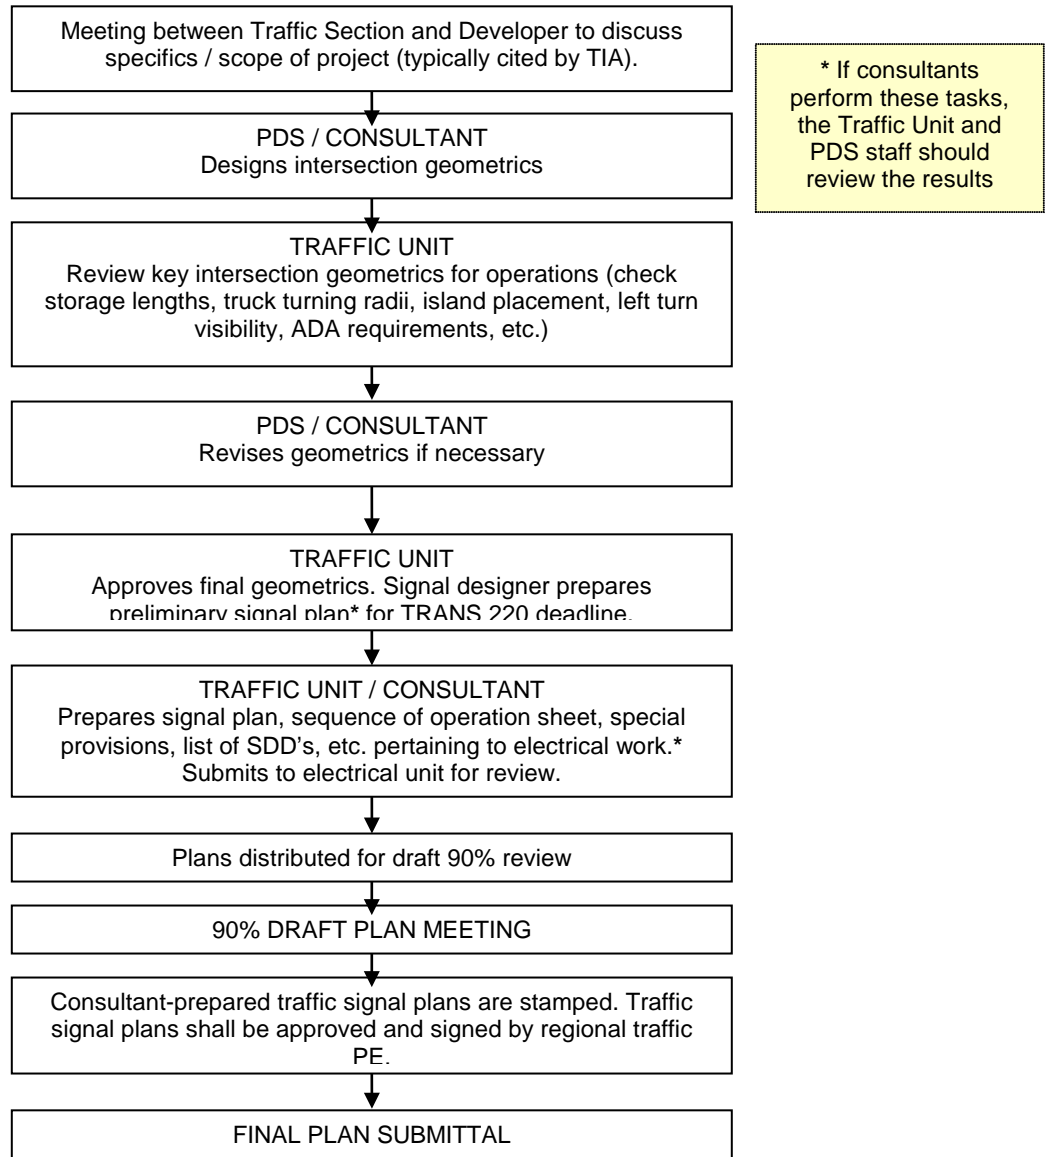 Meeting between Traffic Section and Developer to discuss
specifics / scope of project (typically cited by TIA).
* If consultants
perform these tasks,
the Traffic Unit and
PDS staff should
review the results
PDS / CONSULTANT
Designs intersection geometrics
TRAFFIC UNIT
Review key intersection geometrics for operations (check
storage lengths, truck turning radii, island placement, left turn
visibility, ADA requirements, etc.)
PDS / CONSULTANT
Revises geometrics if necessary
TRAFFIC UNIT
Approves final geometrics. Signal designer prepares
preliminary signal plan* for TRANS 220 deadline.
TRAFFIC UNIT / CONSULTANT
Prepares signal plan, sequence of operation sheet, special
provisions, list of SDD's, etc. pertaining to electrical work.*
Submits to electrical unit for review.
Plans distributed for draft 90% review
90% DRAFT PLAN MEETING
Consultant-prepared traffic signal plans are stamped. Traffic
signal plans shall be approved and signed by regional traffic
PE.
FINAL PLAN SUBMITTAL